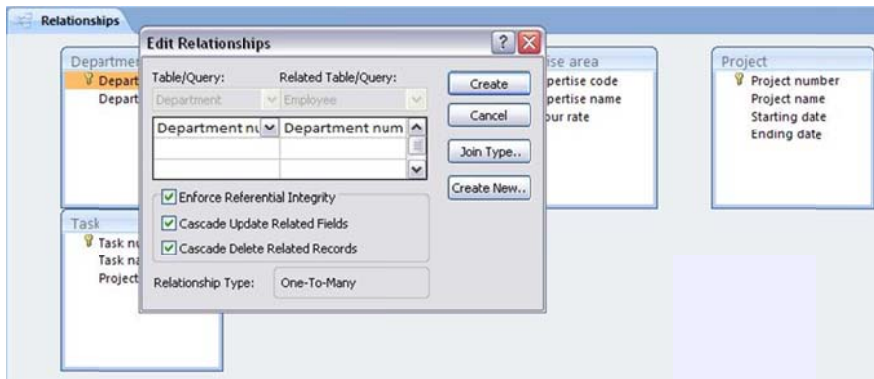 Relationships
Edit Relationships
Departmen
Depart
Depart
Table/Query: Related Table/Query:
Department Employee
Department nu Department num
Enforce Referential Integrity
Cascade Update Related Fields
Cascade Delete Related Records
Relationship Type: One-To-Many
Create
Cancel
Join Type..
Create New..
ise area
pertise code
pertise name
our rate
Project
Project number
Project name
Starting date
Ending date
Task
Task nu
Task na
Project